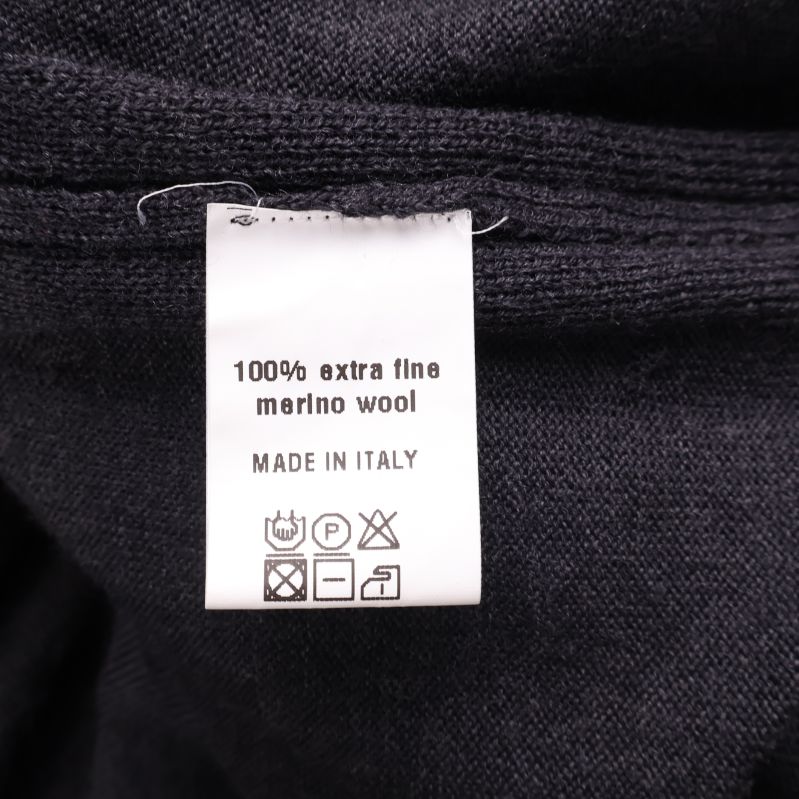 100% extra fine
merino wool
MADE IN ITALY
P